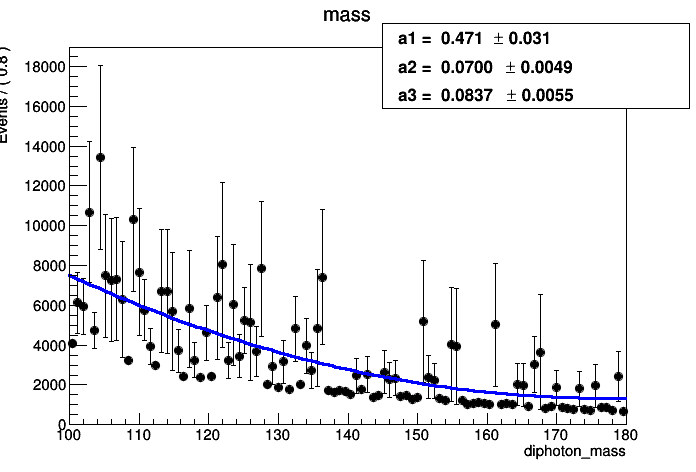 mass
a1 = 0.471 ± 0.031
a2 = 0.0700 ± 0.0049
a3 = 0.0837 ± 0.0055
Events / ( 0.8 )
18000
16000
14000
12000
10000
8000
6000
4000
2000
0
100 110 120 130 140 150 160 170 180
diphoton_mass